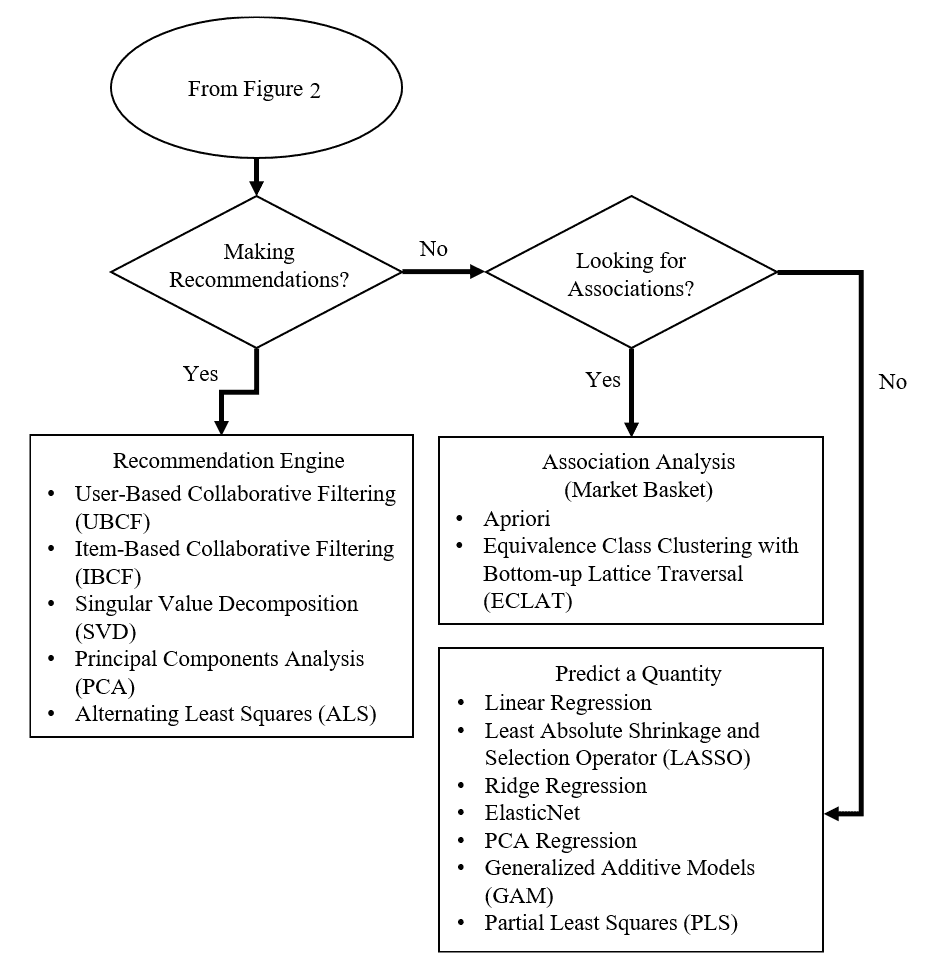 From Figure 2
Making
Recommendations?
No
Looking for
Associations?
Yes
Yes
No
Recommendation Engine
• User-Based Collaborative Filtering
(UBCF)
• Item-Based Collaborative Filtering
(IBCF)
• Singular Value Decomposition
(SVD)
• Principal Components Analysis
(PCA)
• Alternating Least Squares (ALS)
Association Analysis
(Market Basket)
• Apriori
• Equivalence Class Clustering with
Bottom-up Lattice Traversal
(ECLAT)
Predict a Quantity
• Linear Regression
• Least Absolute Shrinkage and
Selection Operator (LASSO)
• Ridge Regression
• ElasticNet
• PCA Regression
• Generalized Additive Models
(GAM)
• Partial Least Squares (PLS)